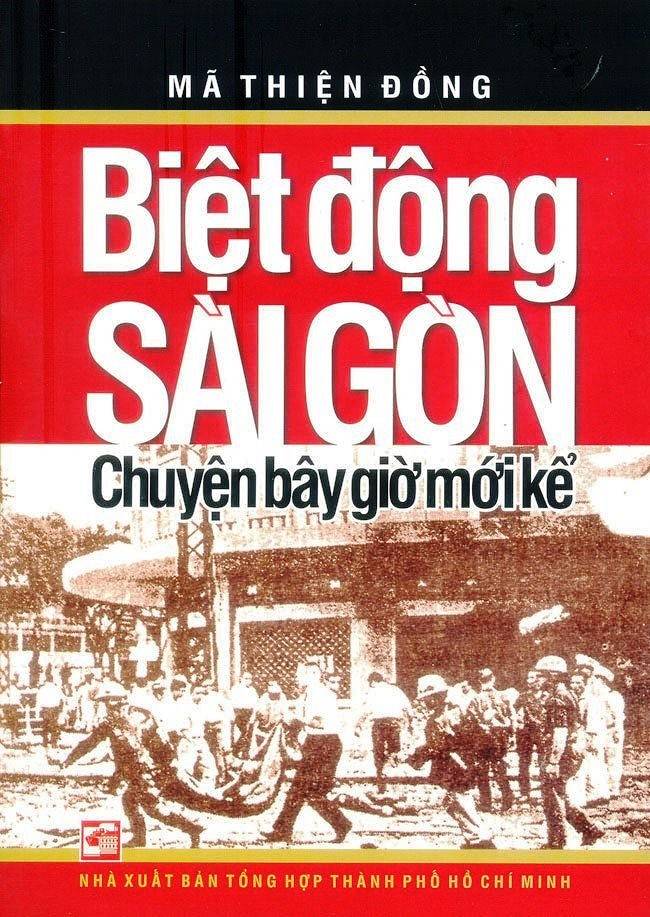 MÃ THIỆN ĐỒNG
Biệt động
SÀI GÒN
Chuyện bây giờ mới kể
NHÀ XUẤT BẢN TỔNG HỢP THÀNH PHỐ HỒ CHÍ MINH